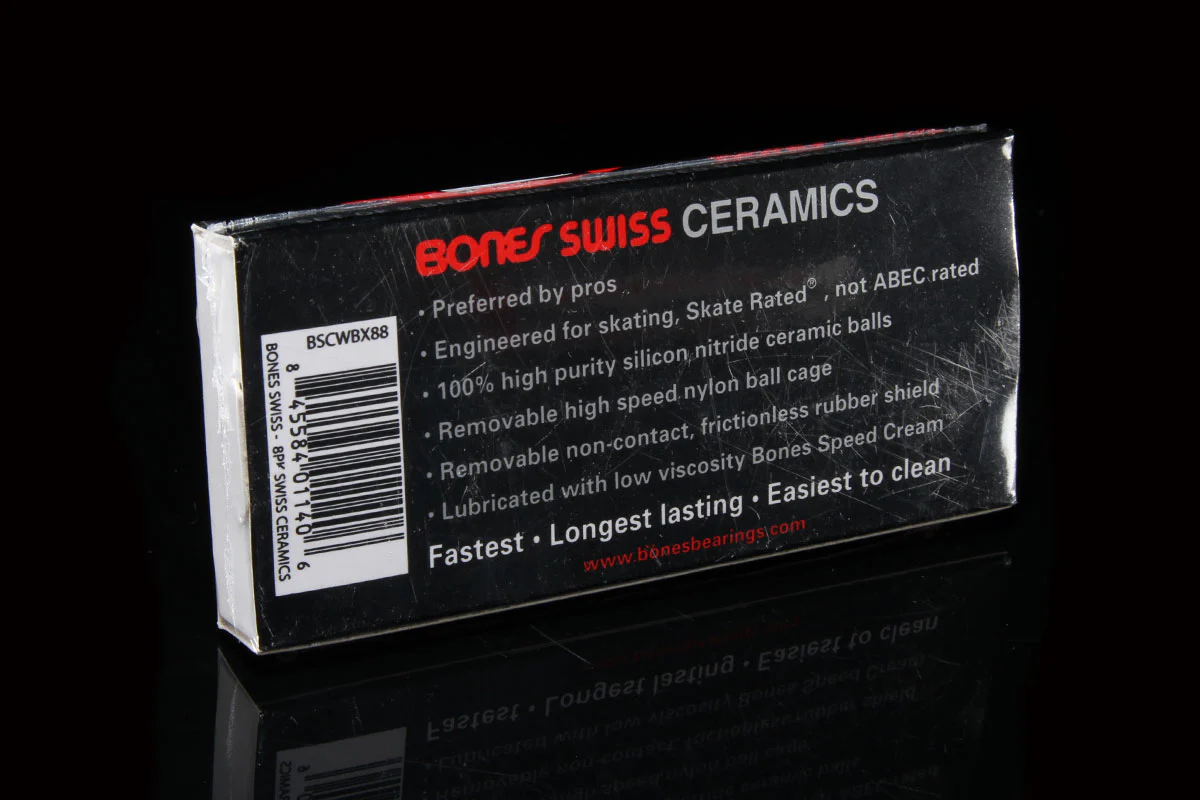 BONES SWISS CERAMICS
• Preferred by pros
• Engineered for skating, Skate Rated® , not ABEC rated
• 100% high purity silicon nitride ceramic balls
• Removable high speed nylon ball cage
• Removable non-contact, frictionless rubber shield
• Lubricated with low viscosity Bones Speed Cream
Fastest • Longest lasting • Easiest to clean
www.bonesbearings.com
BSCWBX88
8 45584 01140 6
BONES SWISS - 8PK SWISS CERAMICS